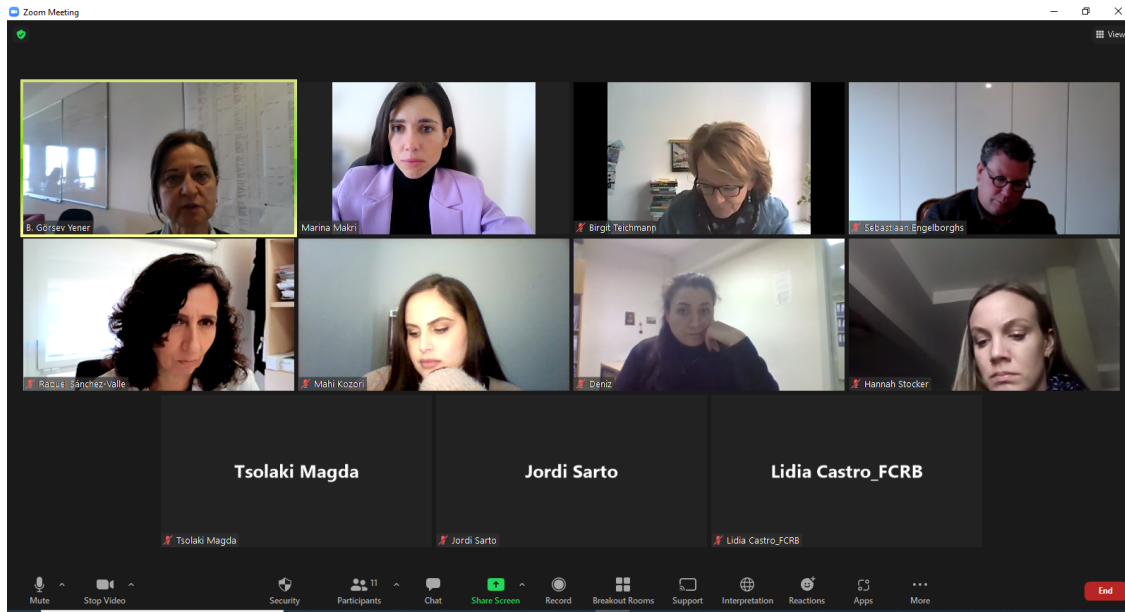 Zoom Meeting
View
B. Görsev Yener
Marina Makri
Birgit Teichmann
Sebastiaan Engelborghs
Raquel Sánchez-Valle
Mahi Kozori
Deniz
Hannah Stocker
Tsolaki Magda
Jordi Sarto
Lidia Castro_FCRB
Tsolaki Magda
Jordi Sarto
Lidia Castro_FCRB
11
Mute
Stop Video
Security
Participants
Chat
Share Screen
Record
Breakout Rooms
Support
Interpretation
Reactions
Apps
More
End